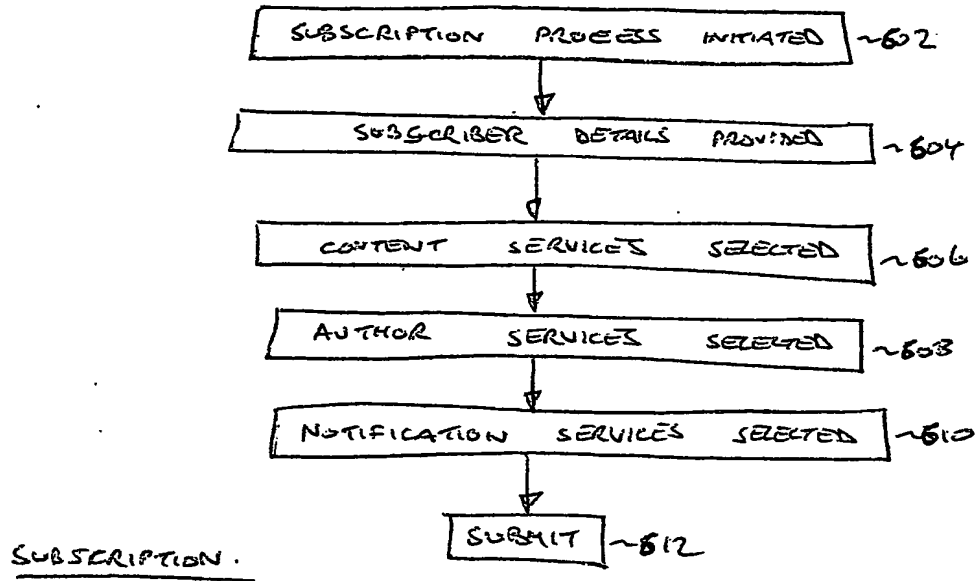 SUBSCRIPTION PROCESS INITIATED ~602
SUBSCRIBER DETAILS PROVIDED ~604
CONTENT SERVICES SELECTED ~606
AUTHOR SERVICES SELECTED ~608
NOTIFICATION SERVICES SELECTED ~610
SUBMIT ~612
SUBSCRIPTION.